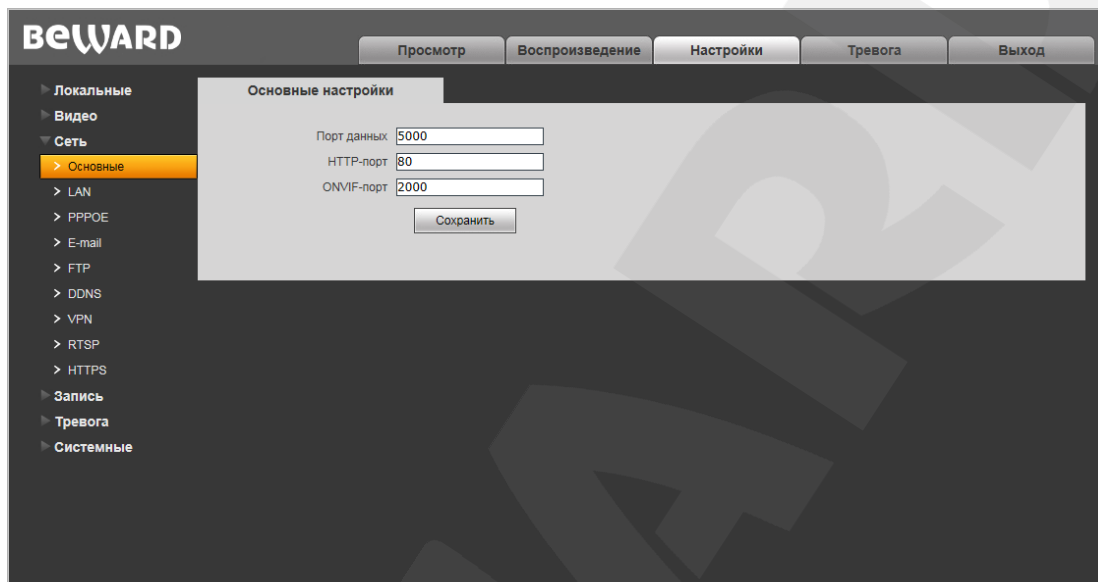 BEWARD
Просмотр Воспроизведение Настройки Тревога Выход
Локальные
Видео
Сеть
Основные
LAN
PPPOE
E-mail
FTP
DDNS
VPN
RTSP
HTTPS
Запись
Тревога
Системные
Основные настройки
Порт данных 5000
HTTP-порт 80
ONVIF-порт 2000
Сохранить